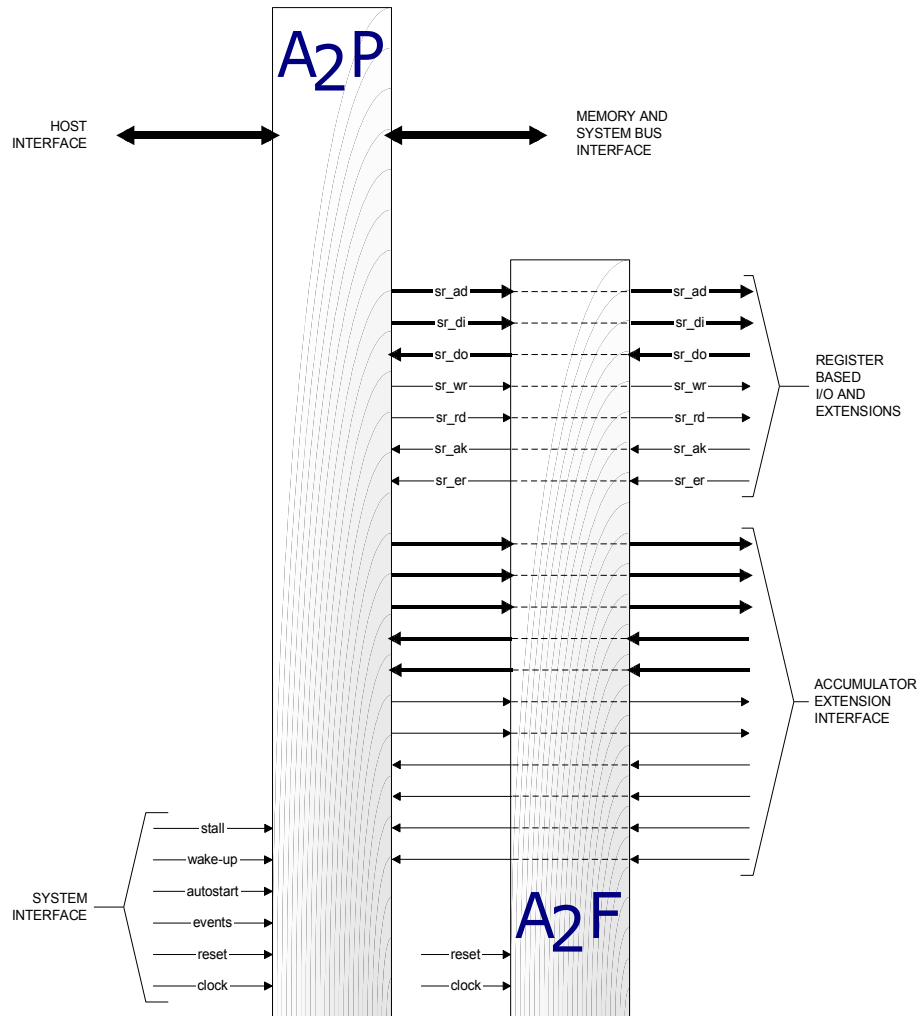 A2P
HOST
INTERFACE
MEMORY AND
SYSTEM BUS
INTERFACE
sr_ad
sr_ad
sr_di
sr_di
sr_do
sr_do
sr_wr
sr_wr
sr_rd
sr_rd
sr_ak
sr_ak
sr_er
sr_er
REGISTER
BASED
I/O AND
EXTENSIONS
ACCUMULATOR
EXTENSION
INTERFACE
SYSTEM
INTERFACE
stall
wake-up
autostart
events
reset
clock
A2F
reset
clock